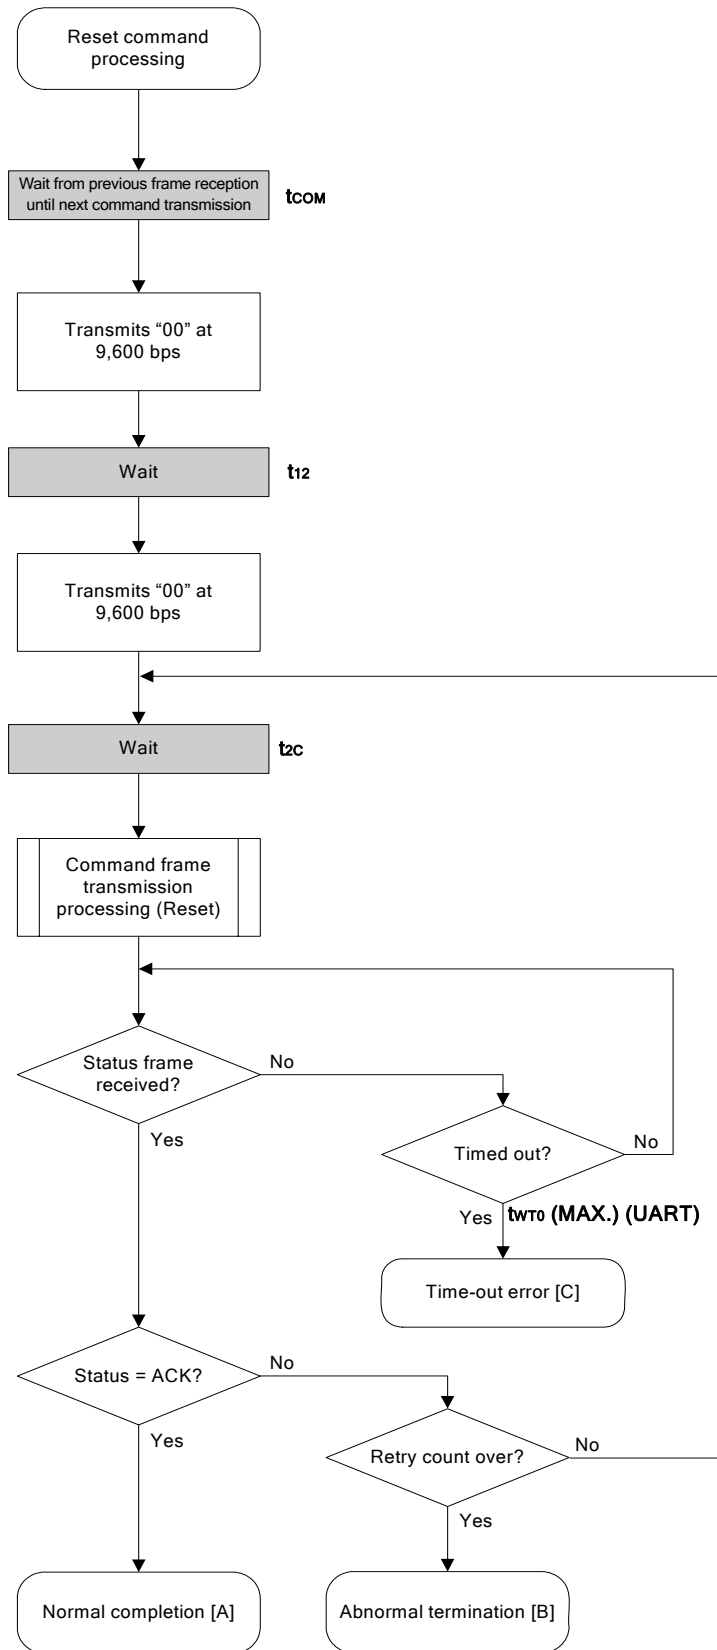 Reset command
processing
Wait from previous frame reception
until next command transmission
tCOM
Transmits “00” at
9,600 bps
Wait
t12
Transmits “00” at
9,600 bps
Wait
t2C
Command frame
transmission
processing (Reset)
Status frame
received?
No
Yes
Timed out?
No
Yes
tWT0 (MAX.) (UART)
Time-out error [C]
Status = ACK?
No
Yes
Retry count over?
No
Yes
Normal completion [A]
Abnormal termination [B]